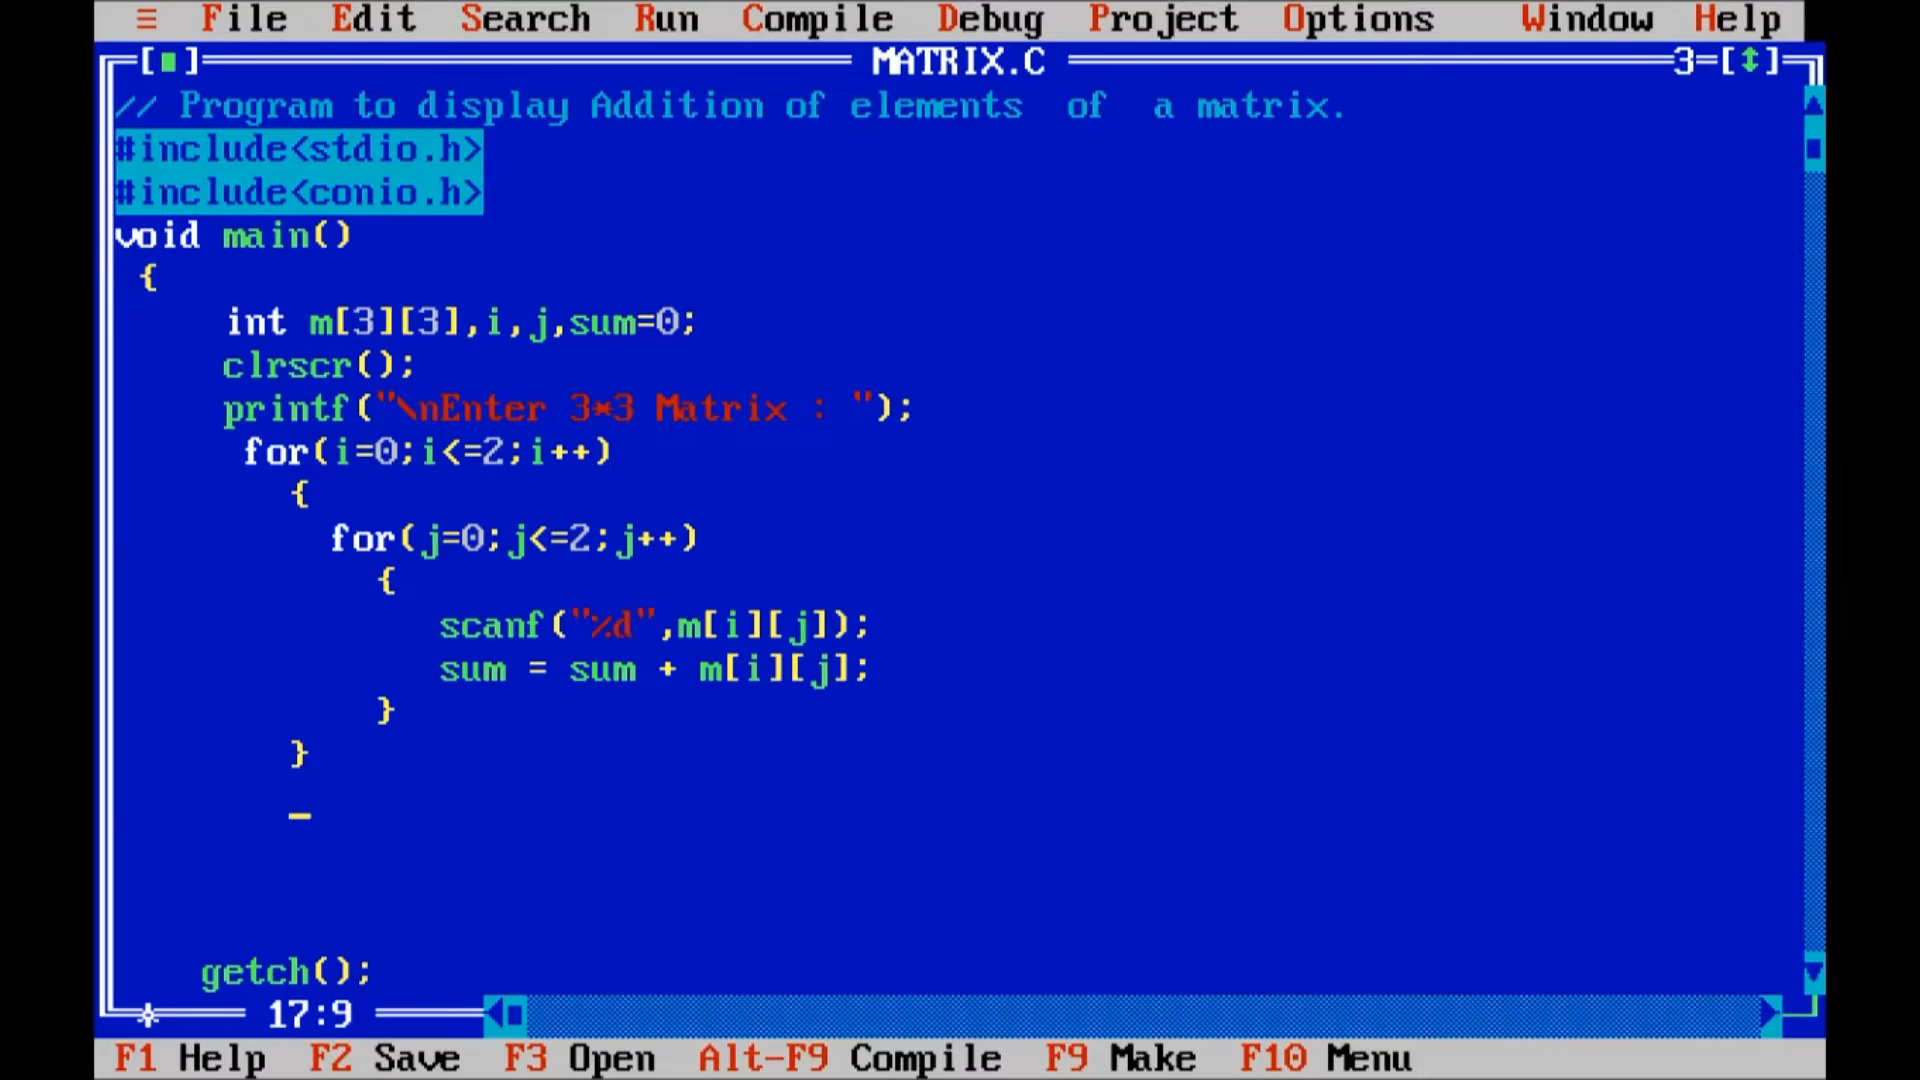 ≡ File Edit Search Run Compile Debug Project Options Window Help
[■] MATRIX.C 3=[↕]
// Program to display Addition of elements of a matrix.
#include<stdio.h>
#include<conio.h>
void main()
{
int m[3][3],i,j,sum=0;
clrscr();
printf("\nEnter 3*3 Matrix : ");
for(i=0;i<=2;i++)
{
for(j=0;j<=2;j++)
{
scanf("%d",m[i][j]);
sum = sum + m[i][j];
}
}
getch();
17:9
F1 Help F2 Save F3 Open Alt-F9 Compile F9 Make F10 Menu